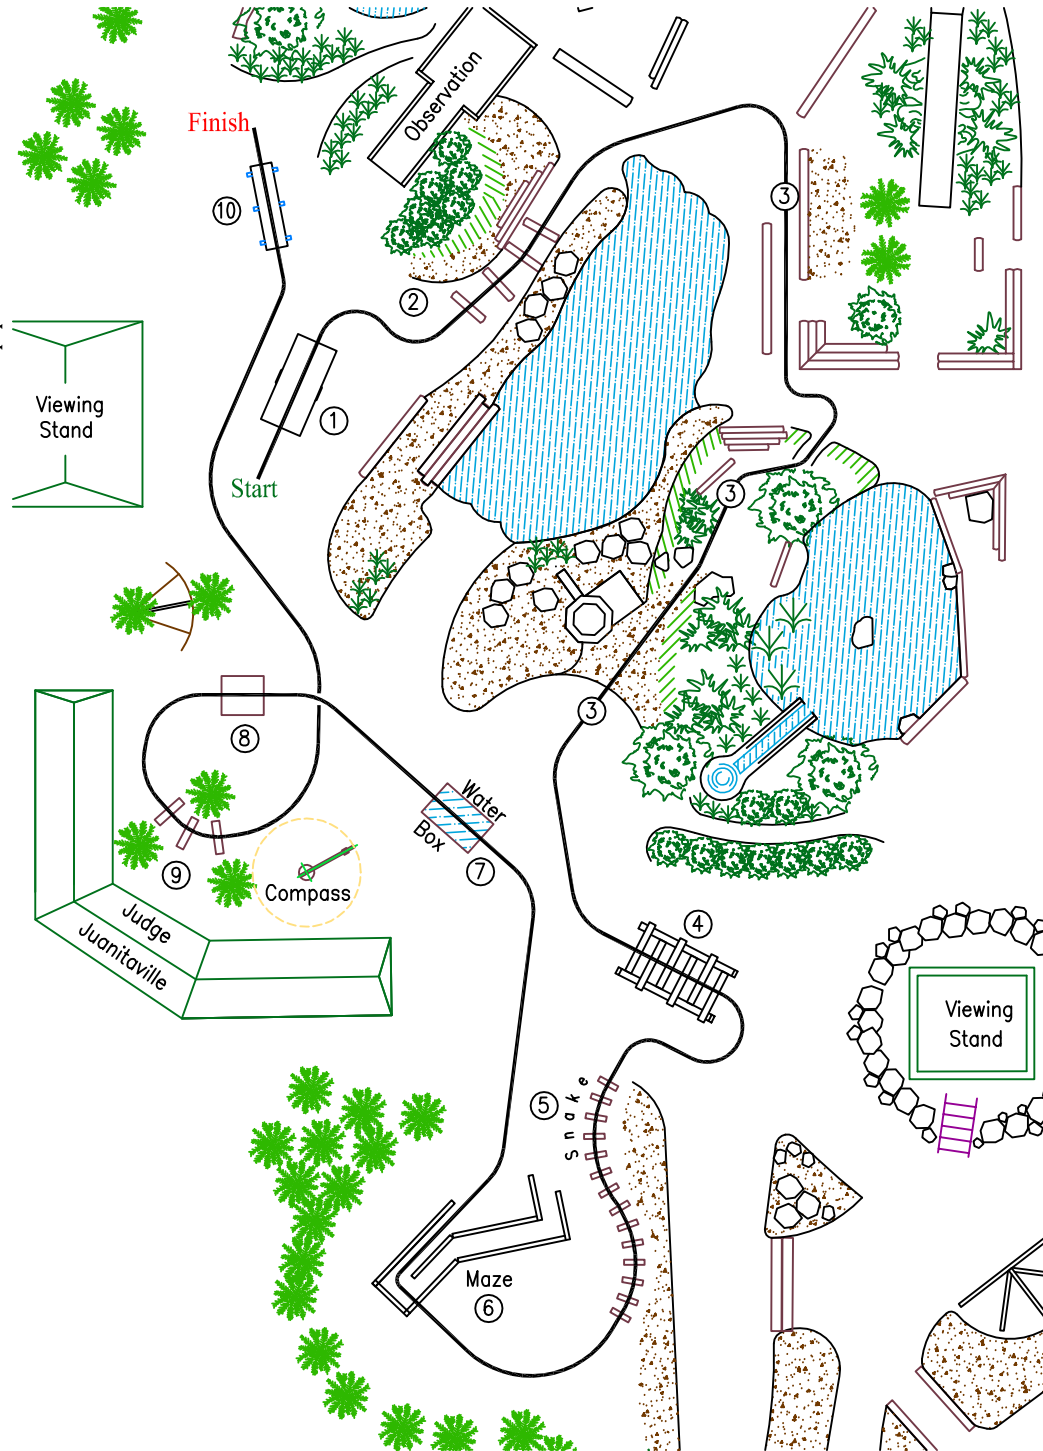 Observation
Finish
10
3
2
Viewing
Stand
1
Start
3
3
8
Water
Box
7
9
Compass
Judge
Juanitaville
4
Viewing
Stand
5
Snake
Maze
6